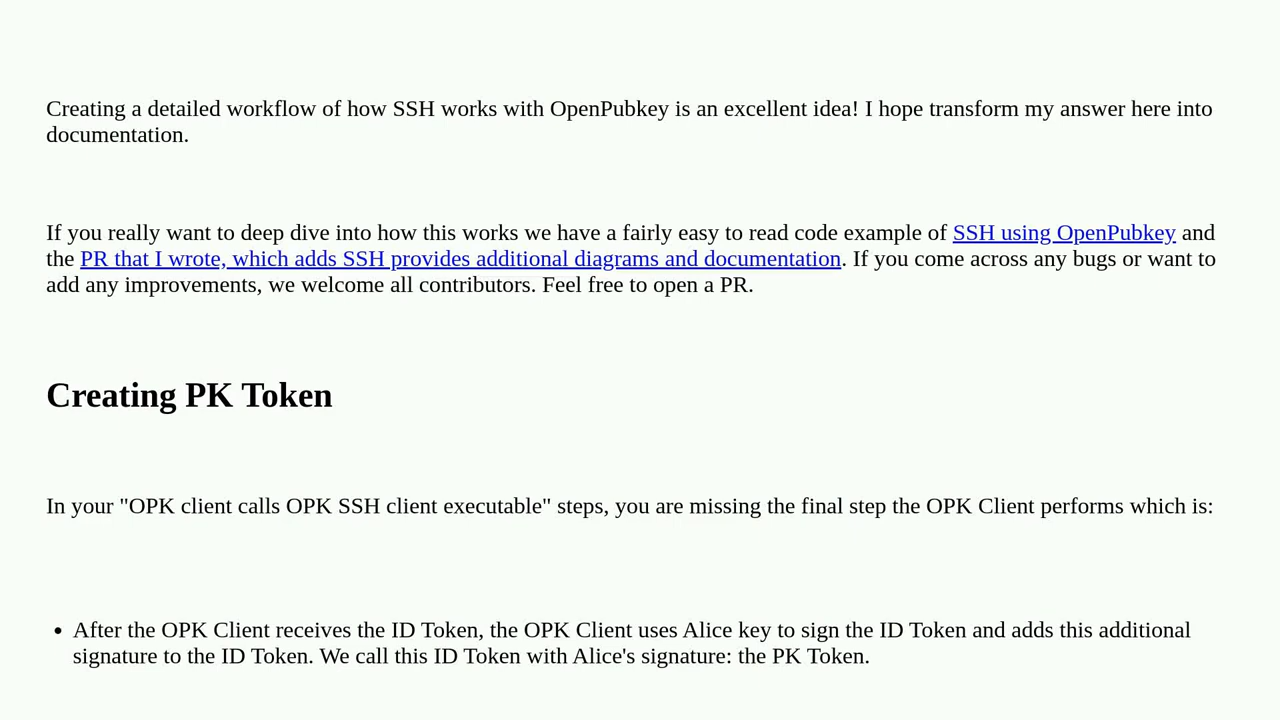 Creating a detailed workflow of how SSH works with OpenPubkey is an excellent idea! I hope transform my answer here into
documentation.
If you really want to deep dive into how this works we have a fairly easy to read code example of SSH using OpenPubkey and
the PR that I wrote, which adds SSH provides additional diagrams and documentation. If you come across any bugs or want to
add any improvements, we welcome all contributors. Feel free to open a PR.
Creating PK Token
In your "OPK client calls OPK SSH client executable" steps, you are missing the final step the OPK Client performs which is:
• After the OPK Client receives the ID Token, the OPK Client uses Alice key to sign the ID Token and adds this additional
signature to the ID Token. We call this ID Token with Alice's signature: the PK Token.